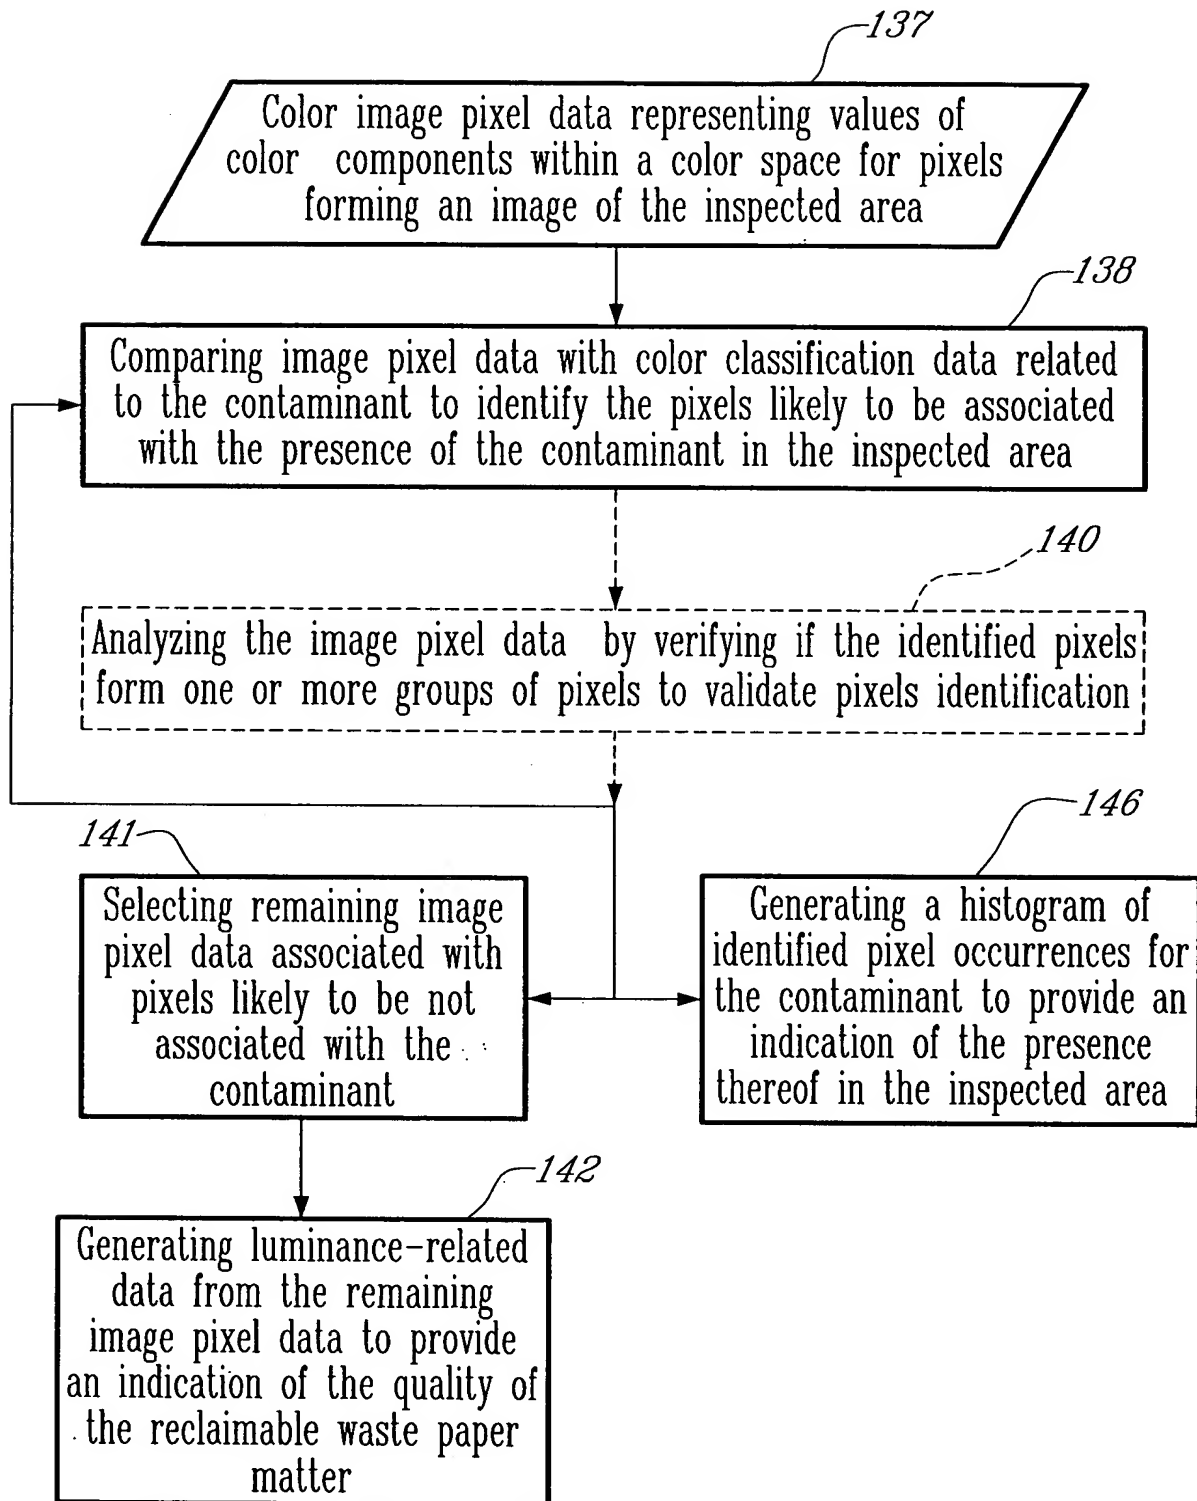 137
Color image pixel data representing values of
color components within a color space for pixels
forming an image of the inspected area
138
Comparing image pixel data with color classification data related
to the contaminant to identify the pixels likely to be associated
with the presence of the contaminant in the inspected area
140
Analyzing the image pixel data by verifying if the identified pixels
form one or more groups of pixels to validate pixels identification
141
Selecting remaining image
pixel data associated with
pixels likely to be not
associated with the
contaminant
146
Generating a histogram of
identified pixel occurrences for
the contaminant to provide an
indication of the presence
thereof in the inspected area
142
Generating luminance-related
data from the remaining
image pixel data to provide
an indication of the quality of
the reclaimable waste paper
matter